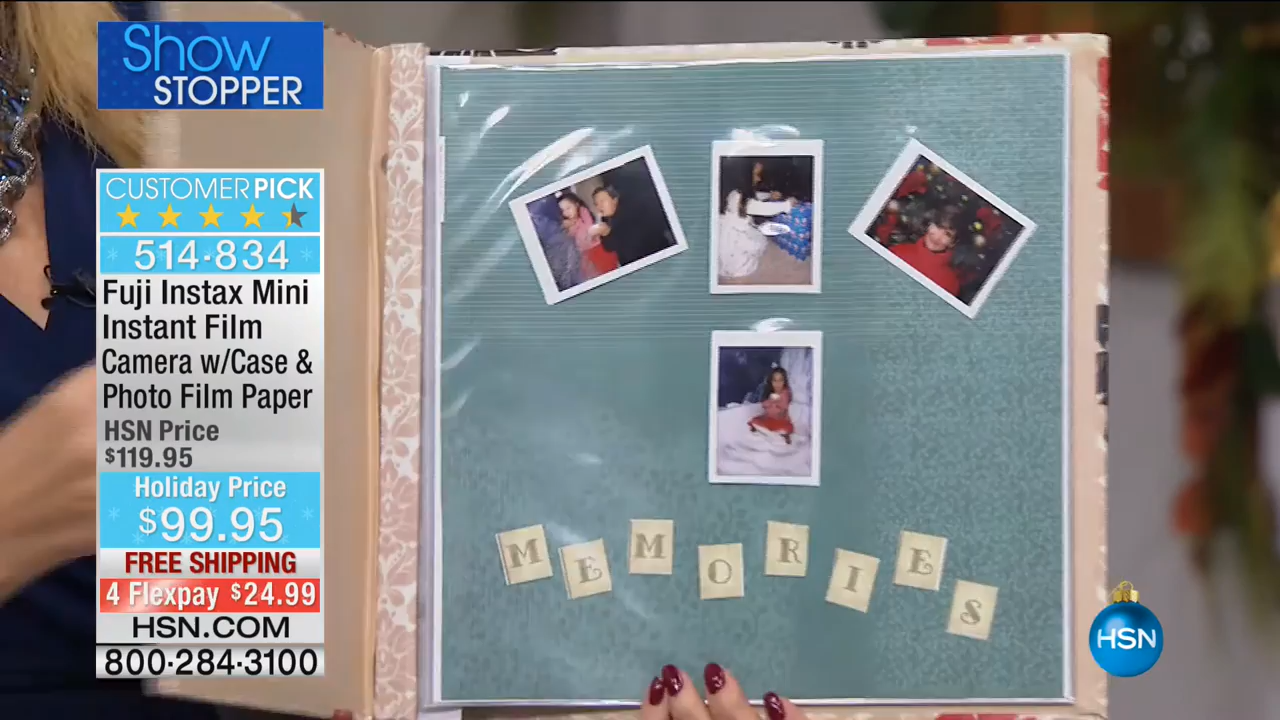 Show
STOPPER
CUSTOMER PICK
514-834
Fuji Instax Mini
Instant Film
Camera w/Case &
Photo Film Paper
HSN Price
$119.95
Holiday Price
$99.95
FREE SHIPPING
4 Flexpay $24.99
HSN.COM
800-284-3100
MEMORIES
HSN